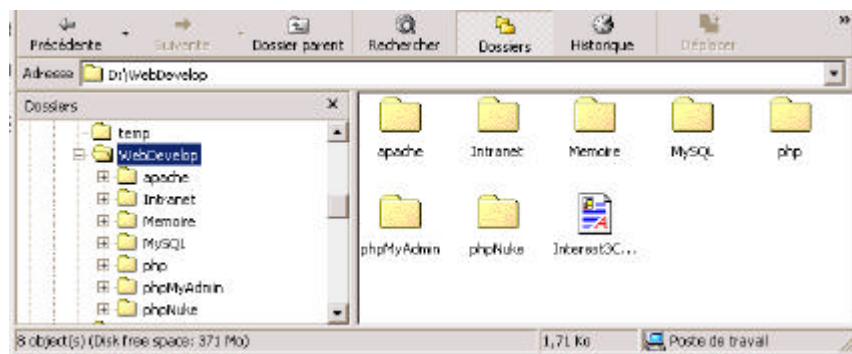 Précédente Suivante Dossier parent Rechercher Dossiers Historique Déplacer »
Adresse D:\WebDevelop
Dossiers x
temp
WebDevelop
apache
Intranet
Memoire
MySQL
php
phpMyAdmin
phpNuke
apache Intranet Memoire MySQL php
phpMyAdmin phpNuke Interest3C...
8 object(s) (Disk free space: 371 Mo) 1,71 Ko Poste de travail